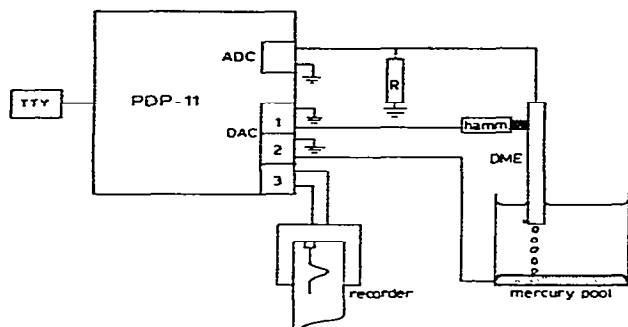 ADC
R
TTY
PDP-11
1
hamm
DAC
2
DME
3
recorder
mercury pool